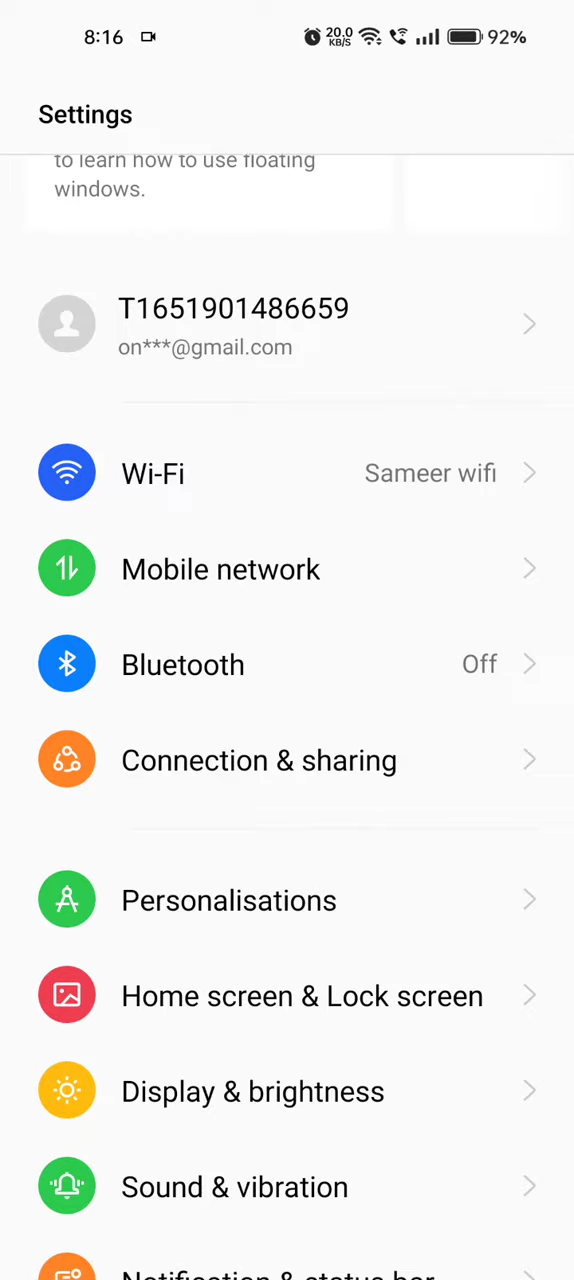 8:16
20.0
KB/S
92%
Settings
to learn how to use floating
windows.
T1651901486659
on***@gmail.com
Wi-Fi
Sameer wifi
Mobile network
Bluetooth
Off
Connection & sharing
Personalisations
Home screen & Lock screen
Display & brightness
Sound & vibration
Notification & status bar